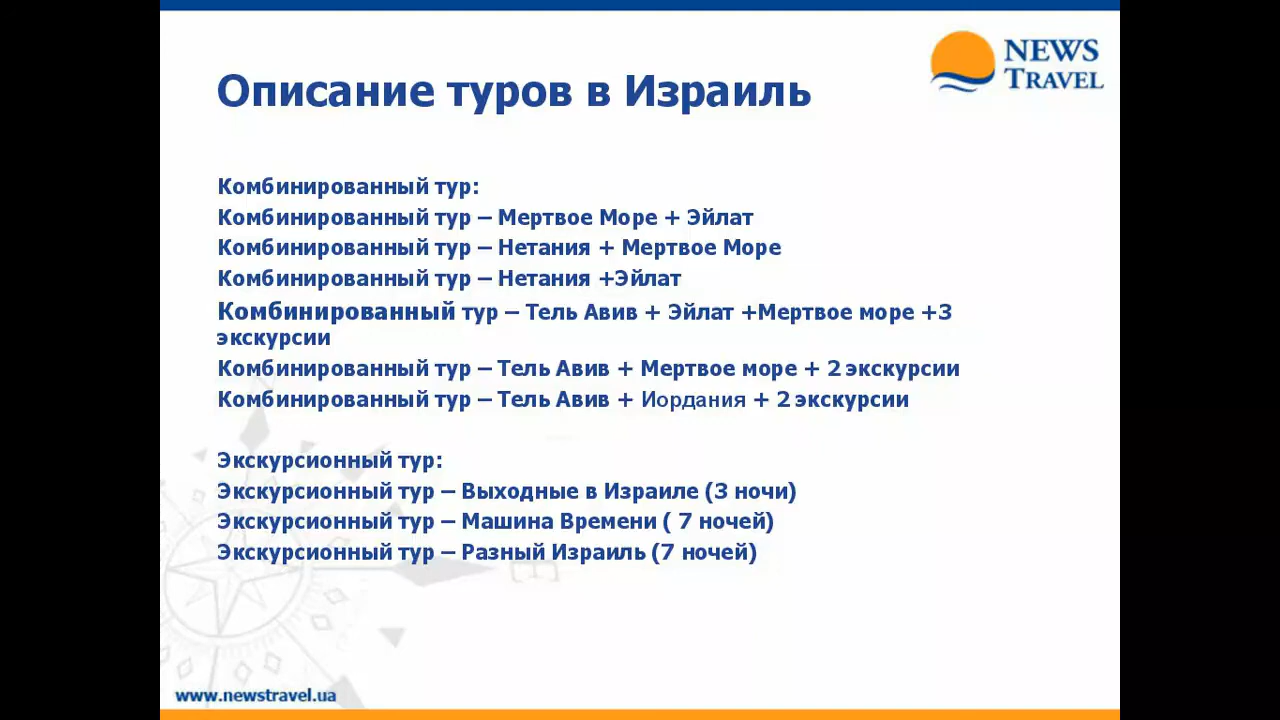 NEWS
TRAVEL
Описание туров в Израиль
Комбинированный тур:
Комбинированный тур – Мертвое Море + Эйлат
Комбинированный тур – Нетания + Мертвое Море
Комбинированный тур – Нетания +Эйлат
Комбинированный тур – Тель Авив + Эйлат +Мертвое море +3
экскурсии
Комбинированный тур – Тель Авив + Мертвое море + 2 экскурсии
Комбинированный тур – Тель Авив + Иордания + 2 экскурсии
Экскурсионный тур:
Экскурсионный тур – Выходные в Израиле (3 ночи)
Экскурсионный тур – Машина Времени ( 7 ночей)
Экскурсионный тур – Разный Израиль (7 ночей)
www.newstravel.ua